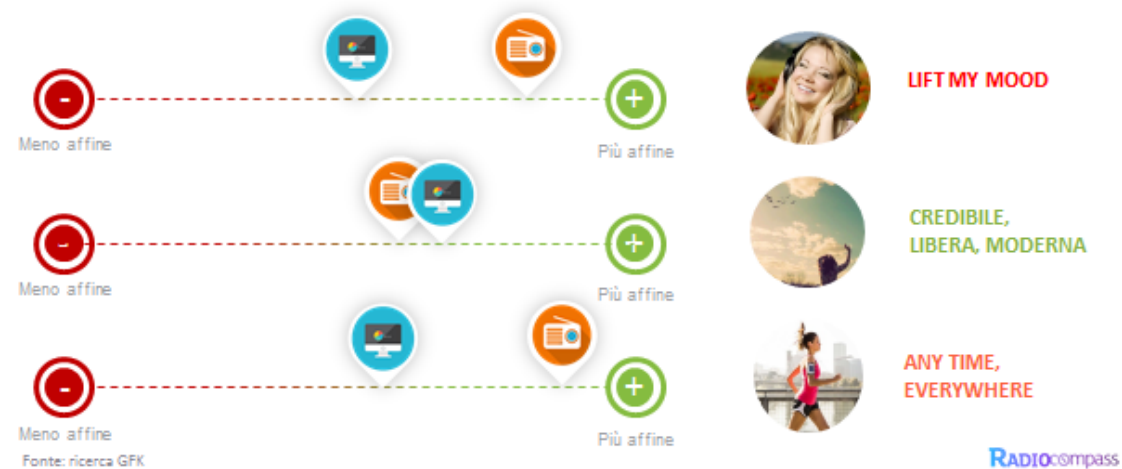 -
+
Meno affine
Più affine
LIFT MY MOOD
-
+
Meno affine
Più affine
CREDIBILE,
LIBERA, MODERNA
-
+
Meno affine
Più affine
ANY TIME,
EVERYWHERE
Fonte: ricerca GFK
RADIOcompass